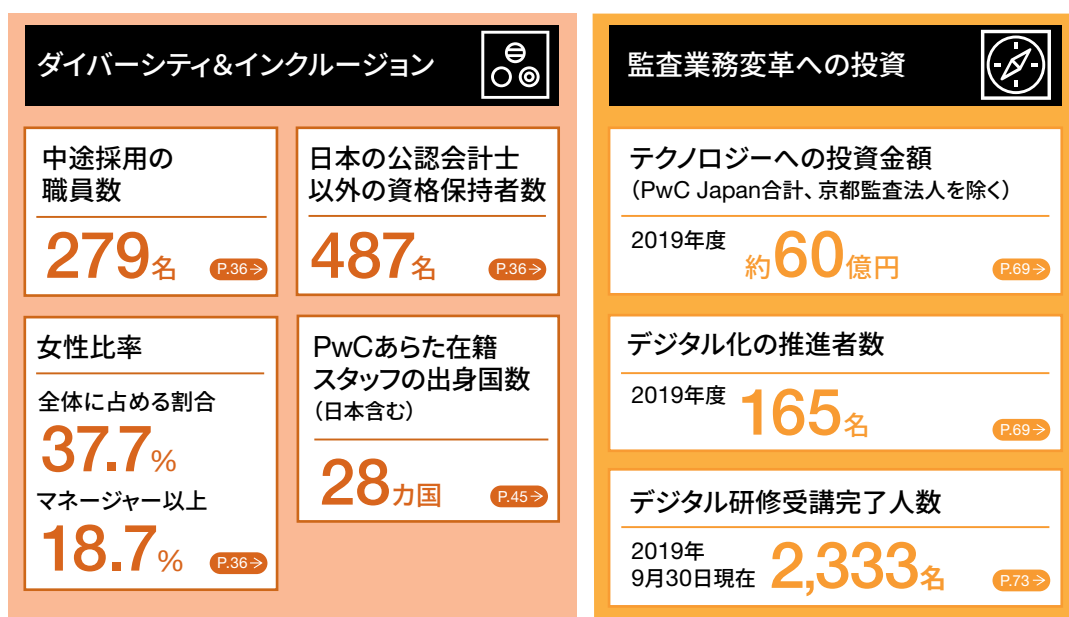 ダイバーシティ&インクルージョン
中途採用の
職員数
279名
P.36→
日本の公認会計士
以外の資格保持者数
487名
P.36→
女性比率
全体に占める割合
37.7%
マネージャー以上
18.7%
P.36→
PwCあらた在籍
スタッフの出身国数
（日本含む）
28カ国
P.45→
監査業務変革への投資
テクノロジーへの投資金額
（PwC Japan合計、京都監査法人を除く）
2019年度
約60億円
P.69→
デジタル化の推進者数
2019年度
165名
P.69→
デジタル研修受講完了人数
2019年
9月30日現在
2,333名
P.73→